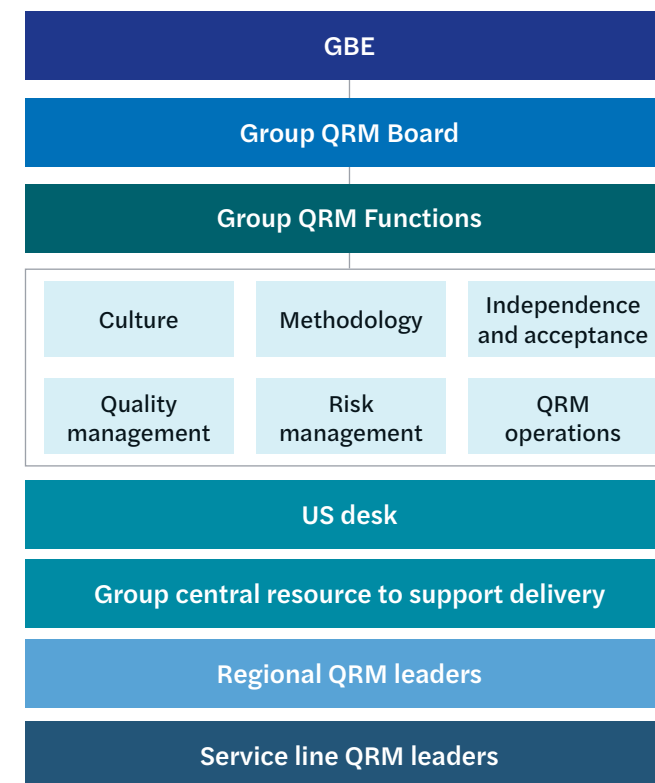 GBE
Group QRM Board
Group QRM Functions
Culture
Methodology
Independence
and acceptance
Quality
management
Risk
management
QRM
operations
US desk
Group central resource to support delivery
Regional QRM leaders
Service line QRM leaders